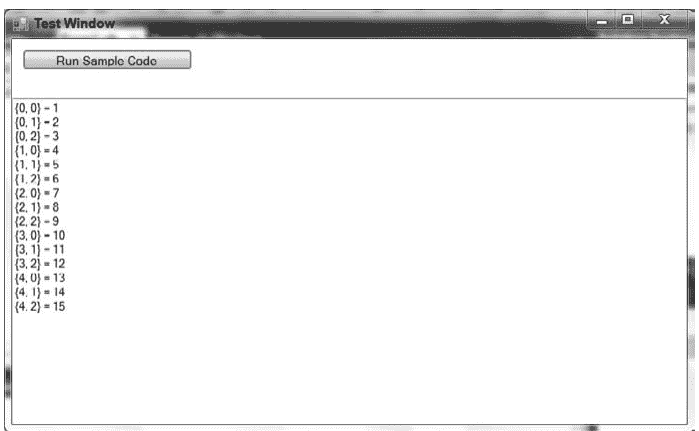 Test Window
Run Sample Code
{0, 0} = 1
{0, 1} = 2
{0, 2} = 3
{1, 0} = 4
{1, 1} = 5
{1, 2} = 6
{2, 0} = 7
{2, 1} = 8
{2, 2} = 9
{3, 0} = 10
{3, 1} = 11
{3, 2} = 12
{4, 0} = 13
{4, 1} = 14
{4, 2} = 15